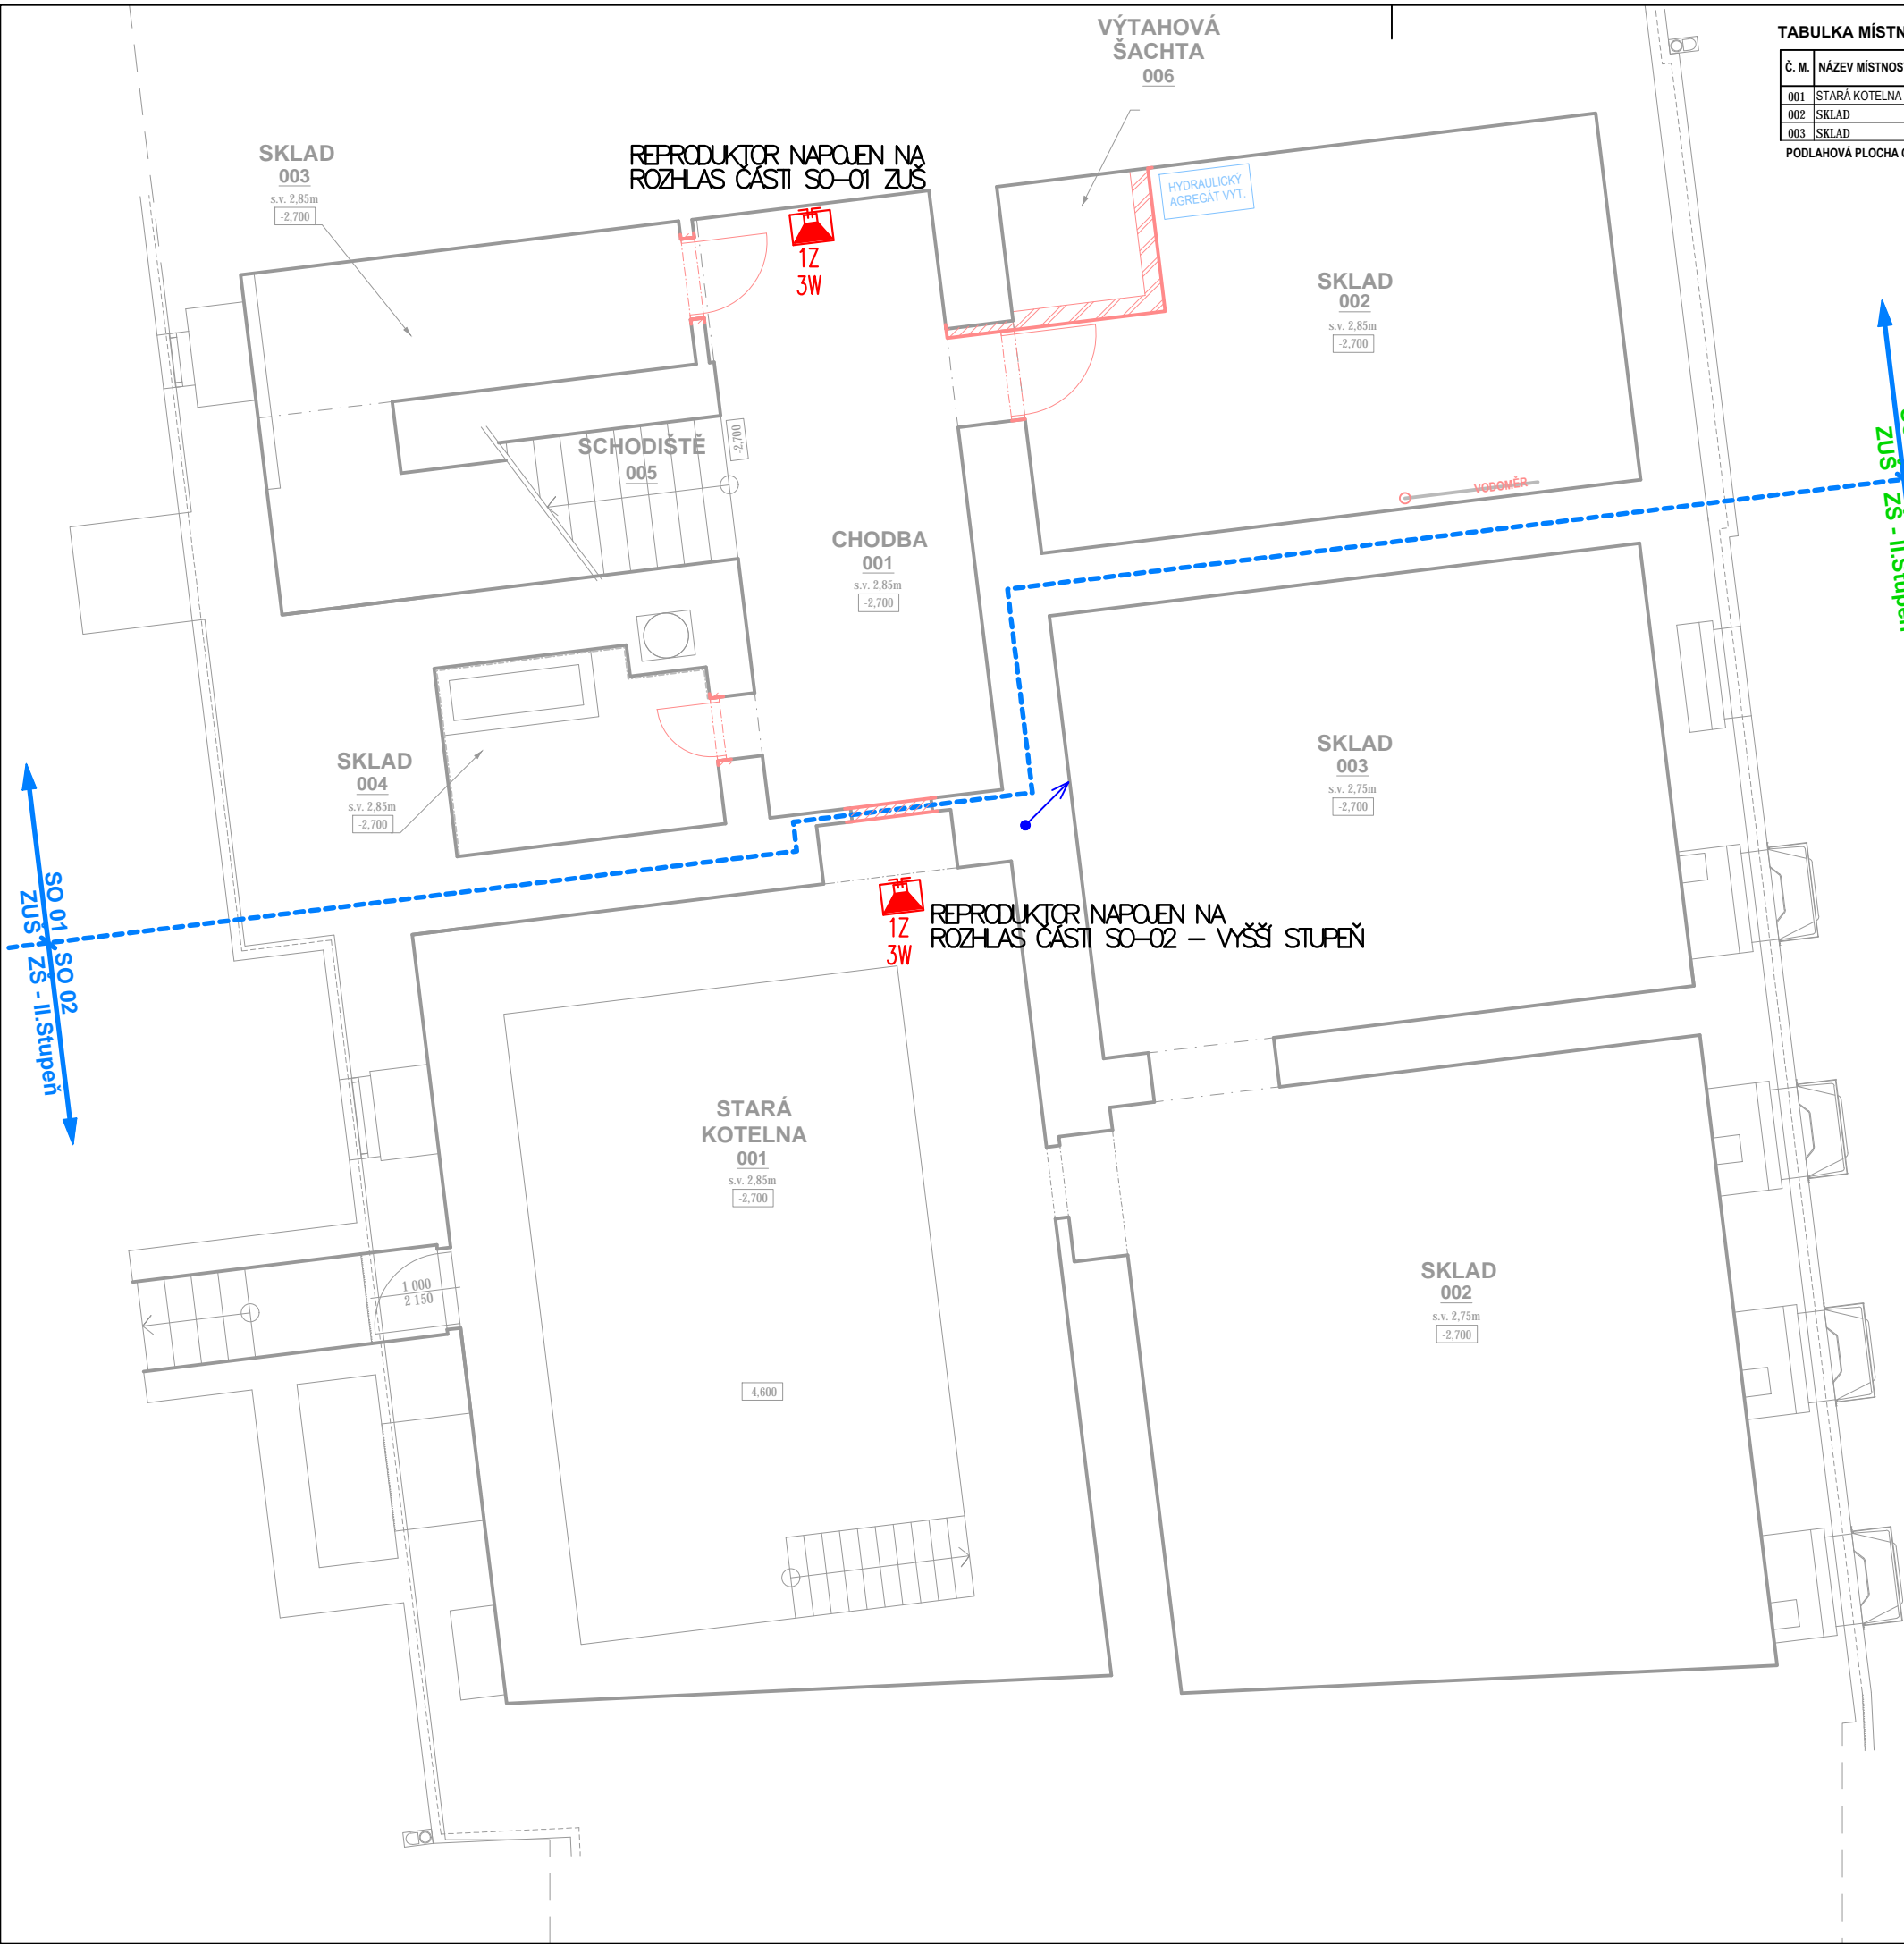 VÝTAHOVÁ
ŠACHTA
006
TABULKA MÍSTN
Č. M. NÁZEV MÍSTNOS
001 STARÁ KOTELNA
002 SKLAD
003 SKLAD
PODLAHOVÁ PLOCHA
SKLAD
003
s.v. 2,85m
-2,700
REPRODUKTOR NAPOJEN NA
ROZHLAS ČÁSTI SO-01 ZUŠ
1Z
3W
HYDRAULICKÝ
AGREGÁT VÝT.
SKLAD
002
s.v. 2,85m
-2,700
SCHODIŠTĚ
005
-2,700
VODOMĚR
ZUŠ
ZŠ - II.Stupeň
CHODBA
001
s.v. 2,85m
-2,700
SKLAD
004
s.v. 2,85m
-2,700
SKLAD
003
s.v. 2,75m
-2,700
SO 01 SO 02
ZUŠ ZŠ - II.Stupeň
1Z
3W
REPRODUKTOR NAPOJEN NA
ROZHLAS ČÁSTI SO-02 - VYŠŠÍ STUPEŇ
STARÁ
KOTELNA
001
s.v. 2,85m
-2,700
1 000
2 150
SKLAD
002
s.v. 2,75m
-2,700
-4,600